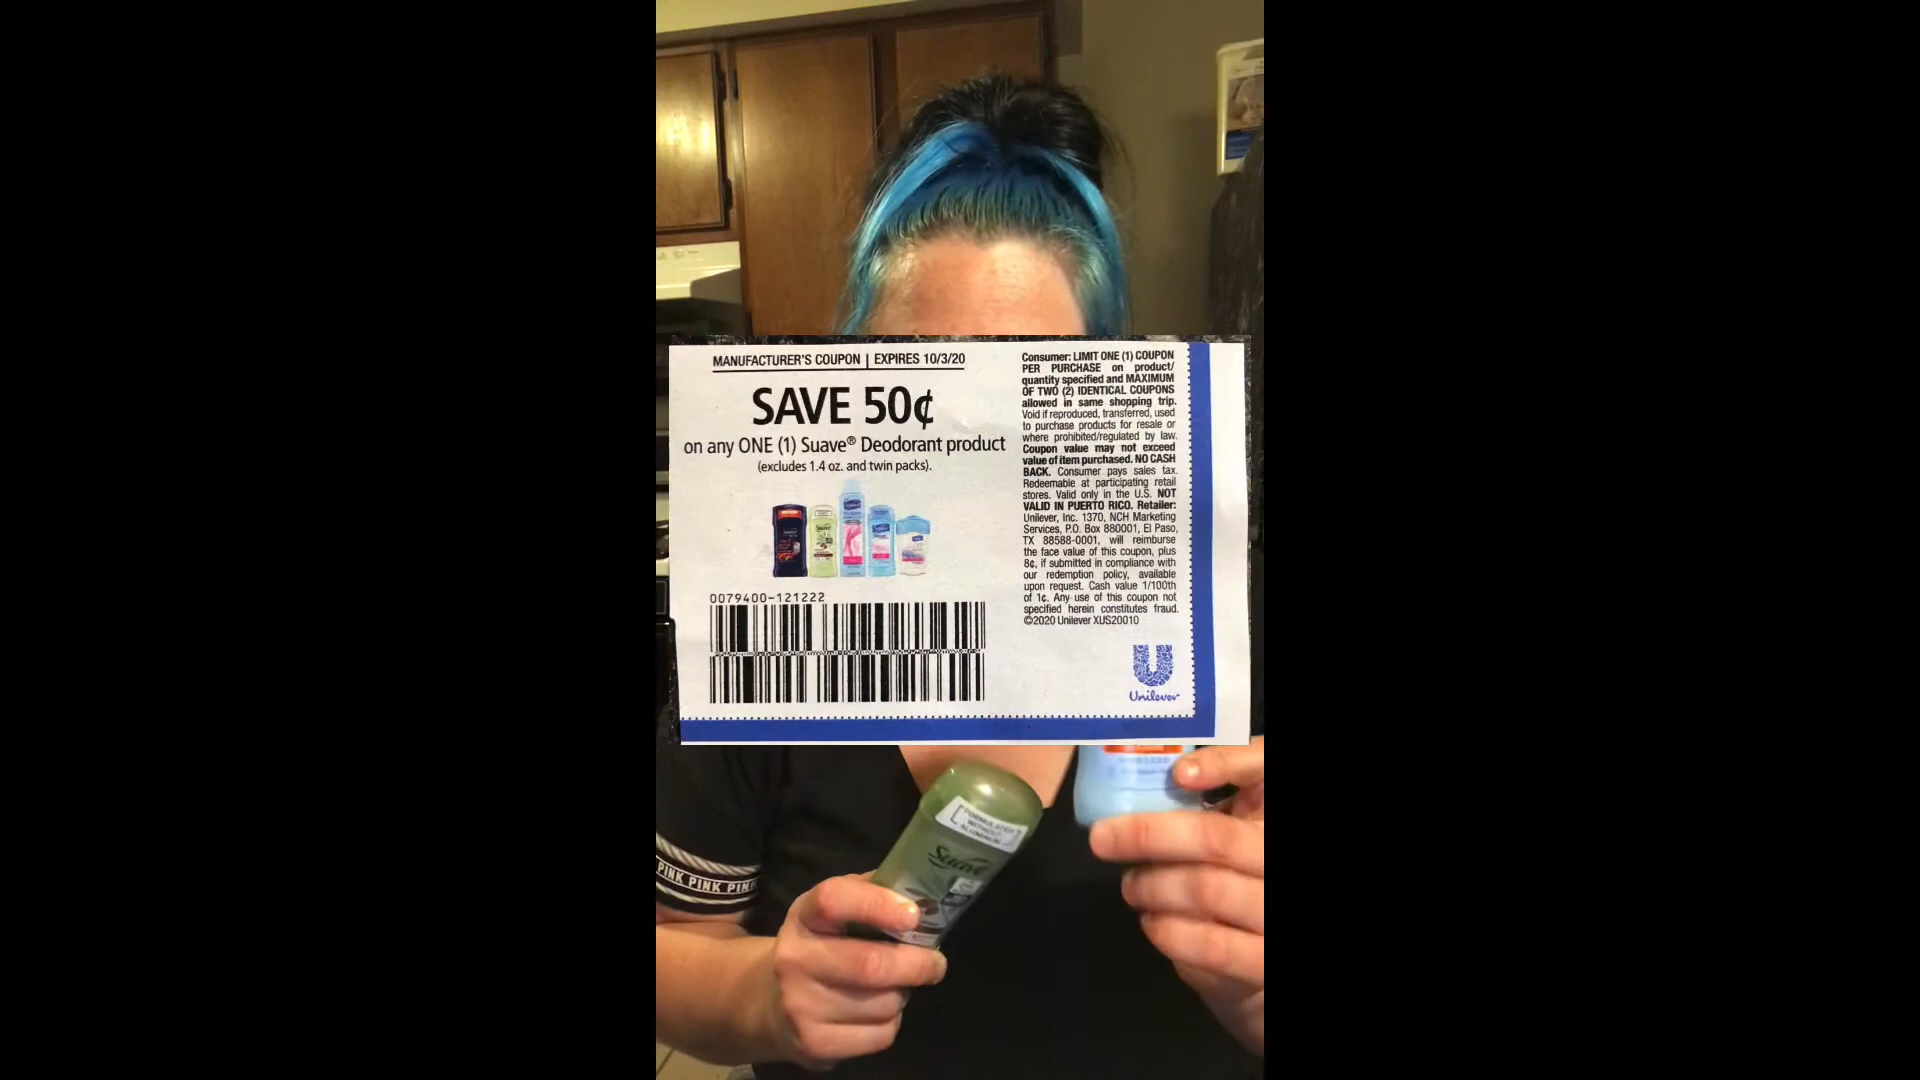 MANUFACTURER'S COUPON | EXPIRES 10/3/20
SAVE 50¢
on any ONE (1) Suave® Deodorant product
(excludes 1.4 oz. and twin packs).
0079400-121222
Consumer: LIMIT ONE (1) COUPON
PER PURCHASE on product/
quantity specified and MAXIMUM
OF TWO (2) IDENTICAL COUPONS
allowed in same shopping trip.
Void if reproduced, transferred, used
to purchase products for resale or
where prohibited/regulated by law.
Coupon value may not exceed
value of item purchased. NO CASH
BACK. Consumer pays sales tax.
Redeemable at participating retail
stores. Valid only in the U.S. NOT
VALID IN PUERTO RICO. Retailer:
Unilever, Inc. 1370, NCH Marketing
Services, P.O. Box 880001, El Paso,
TX 88588-0001, will reimburse
the face value of this coupon, plus
8¢, if submitted in compliance with
our redemption policy, available
upon request. Cash value 1/100th
of 1¢. Any use of this coupon not
specified herein constitutes fraud.
©2020 Unilever XUS20010
Unilever
FORMULATED
WITHOUT
ALUMINUM
Suave
PINK PINK PINK